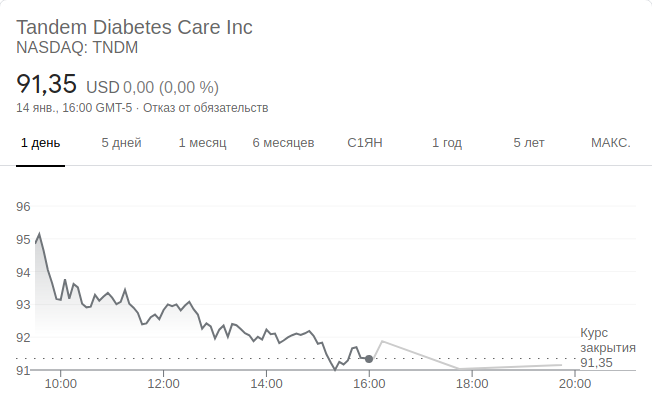 Tandem Diabetes Care Inc
NASDAQ: TNDM
91,35 USD 0,00 (0,00 %)
14 янв., 16:00 GMT-5 · Отказ от обязательств
1 день 5 дней 1 месяц 6 месяцев С1ЯН 1 год 5 лет МАКС.
96
95
94
93
92
91
Курс
закрытия
91,35
10:00 12:00 14:00 16:00 18:00 20:00